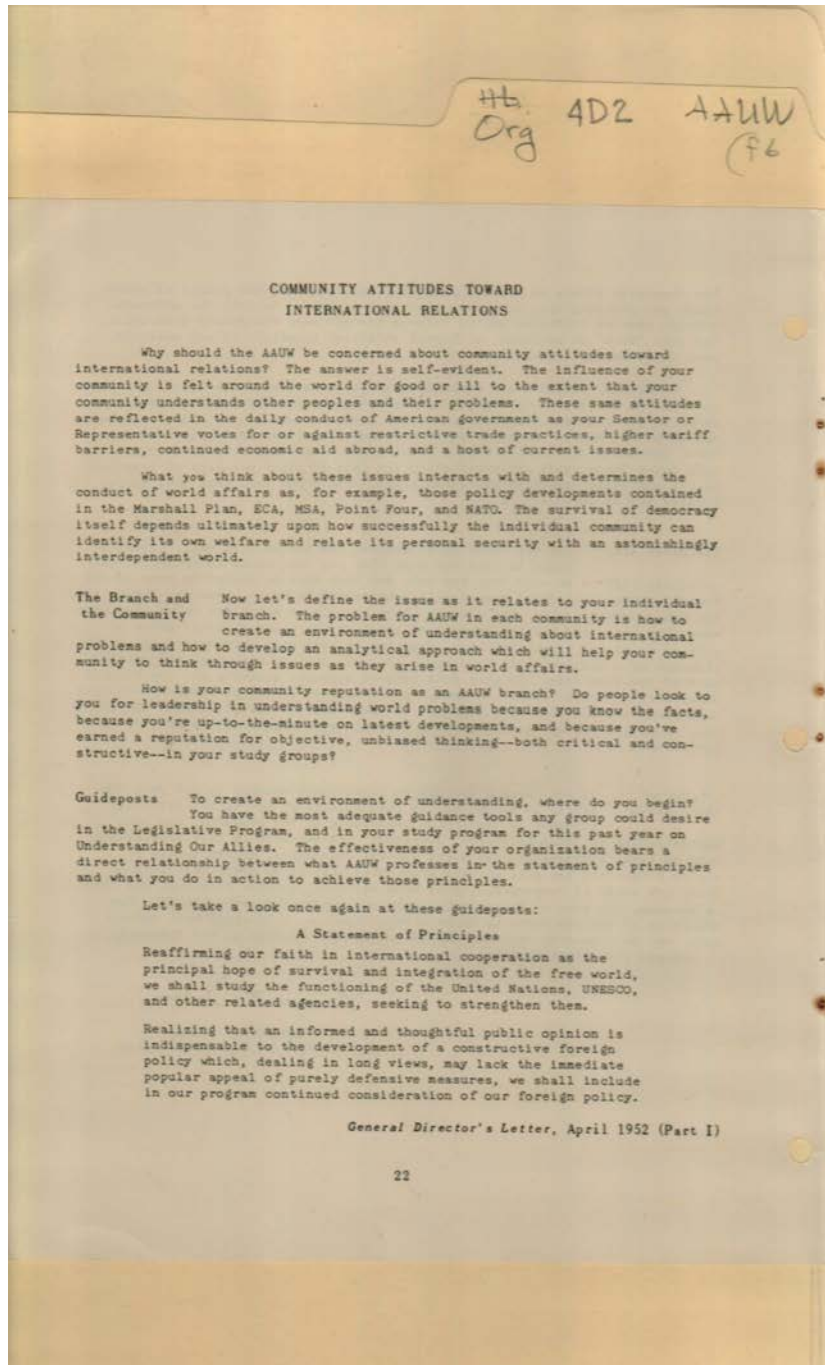 Ht.
Org 4D2 AAUW
(f6
COMMUNITY ATTITUDES TOWARD
INTERNATIONAL RELATIONS
Why should the AAUW be concerned about community attitudes toward
international relations? The answer is self-evident. The influence of your
community is felt around the world for good or ill to the extent that your
community understands other peoples and their problems. These same attitudes
are reflected in the daily conduct of American government as your Senator or
Representative votes for or against restrictive trade practices, higher tariff
barriers, continued economic aid abroad, and a host of current issues.
What you think about these issues interacts with and determines the
conduct of world affairs as, for example, those policy developments contained
in the Marshall Plan, ECA, MSA, Point Four, and NATO. The survival of democracy
itself depends ultimately upon how successfully the individual community can
identify its own welfare and relate its personal security with an astonishingly
interdependent world.
The Branch and Now let's define the issue as it relates to your individual
the Community branch. The problem for AAUW in each community is how to
create an environment of understanding about international
problems and how to develop an analytical approach which will help your com-
munity to think through issues as they arise in world affairs.
How is your community reputation as an AAUW branch? Do people look to
you for leadership in understanding world problems because you know the facts,
because you're up-to-the-minute on latest developments, and because you've
earned a reputation for objective, unbiased thinking--both critical and con-
structive--in your study groups?
Guideposts To create an environment of understanding, where do you begin?
You have the most adequate guidance tools any group could desire
in the Legislative Program, and in your study program for this past year on
Understanding Our Allies. The effectiveness of your organization bears a
direct relationship between what AAUW professes in the statement of principles
and what you do in action to achieve those principles.
Let's take a look once again at these guideposts:
A Statement of Principles
Reaffirming our faith in international cooperation as the
principal hope of survival and integration of the free world,
we shall study the functioning of the United Nations, UNESCO,
and other related agencies, seeking to strengthen them.
Realizing that an informed and thoughtful public opinion is
indispensable to the development of a constructive foreign
policy which, dealing in long views, may lack the immediate
popular appeal of purely defensive measures, we shall include
in our program continued consideration of our foreign policy.
General Director's Letter, April 1952 (Part I)
22